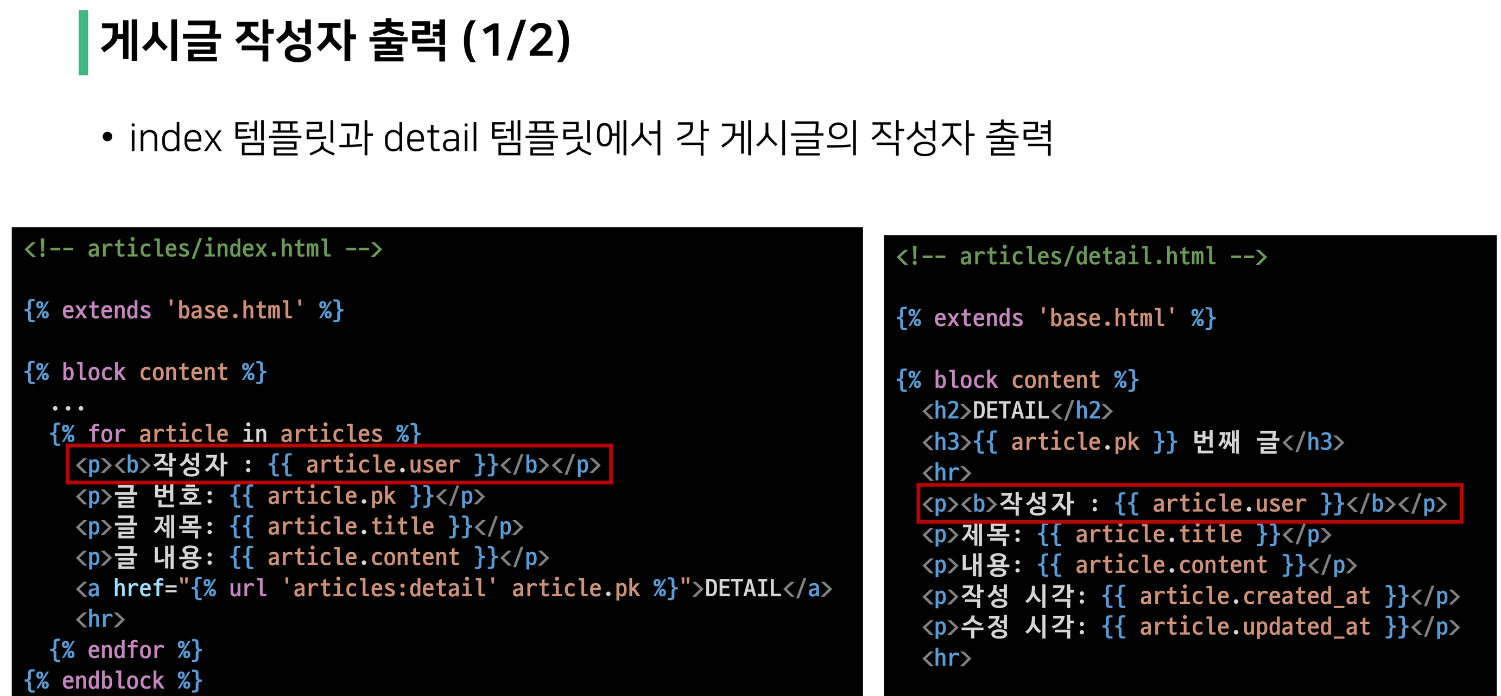 게시글 작성자 출력 (1/2)
• index 템플릿과 detail 템플릿에서 각 게시글의 작성자 출력
<!-- articles/index.html -->
{% extends 'base.html' %}
{% block content %}
...
{% for article in articles %}
<p><b>작성자 : {{ article.user }}</b></p>
<p>글 번호: {{ article.pk }}</p>
<p>글 제목: {{ article.title }}</p>
<p>글 내용: {{ article.content }}</p>
<a href="{% url 'articles:detail' article.pk %}">DETAIL</a>
<hr>
{% endfor %}
{% endblock %}
<!-- articles/detail.html -->
{% extends 'base.html' %}
{% block content %}
<h2>DETAIL</h2>
<h3>{{ article.pk }} 번째 글</h3>
<hr>
<p><b>작성자 : {{ article.user }}</b></p>
<p>제목: {{ article.title }}</p>
<p>내용: {{ article.content }}</p>
<p>작성 시각: {{ article.created_at }}</p>
<p>수정 시각: {{ article.updated_at }}</p>
<hr>